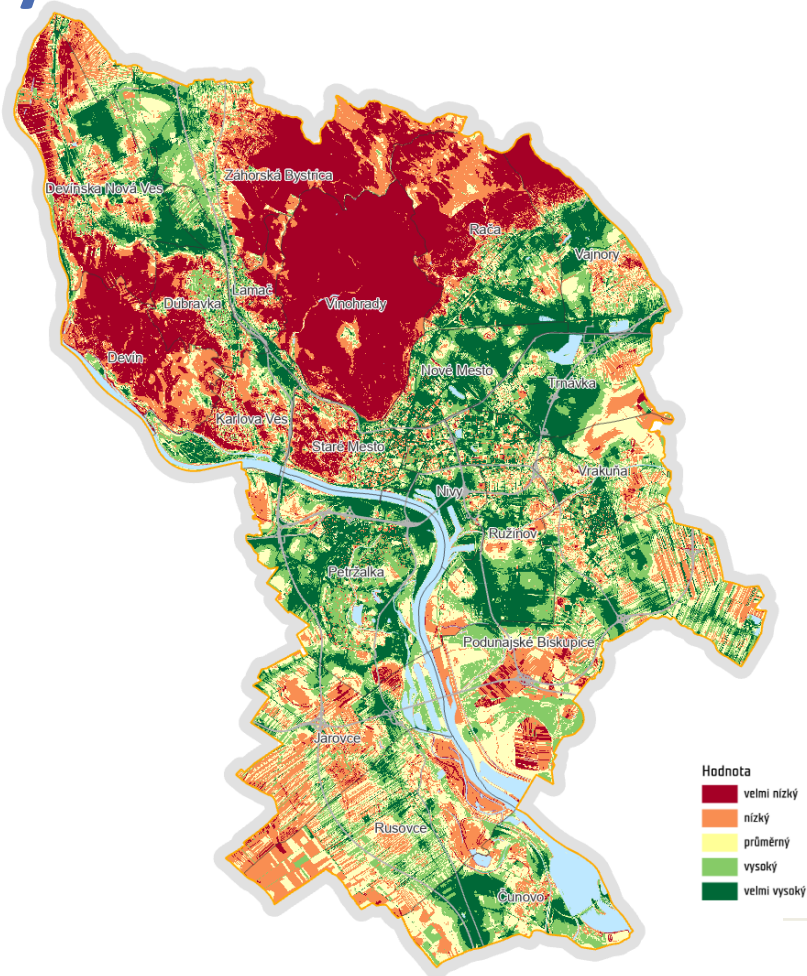 Devínska Nová Ves
Záhorská Bystrica
Rača
Vajnory
Lamač
Dúbravka
Vinohrady
Devín
Nové Mesto
Trnávka
Karlova Ves
Staré Mesto
Vrakuňa
Nivy
Ružinov
Petržalka
Podunajské Biskupice
Jarovce
Rusovce
Čunovo
Hodnota
velmi nízký
nízký
průměrný
vysoký
velmi vysoký